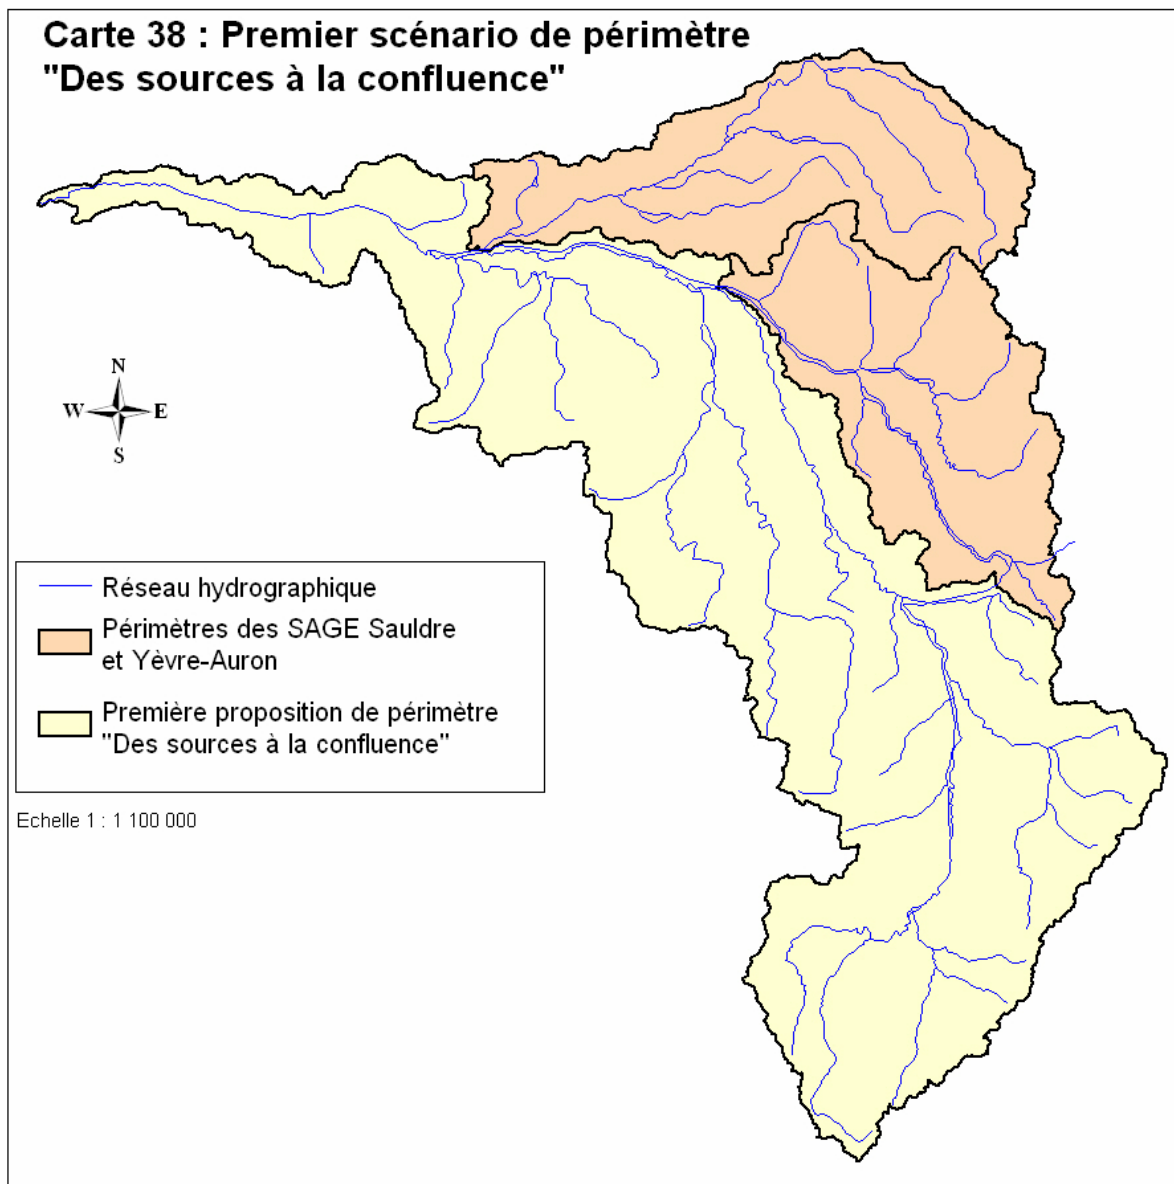 Carte 38 : Premier scénario de périmètre
"Des sources à la confluence"
N
W E
S
Réseau hydrographique
Périmètres des SAGE Sauldre
et Yèvre-Auron
Première proposition de périmètre
"Des sources à la confluence"
Echelle 1 : 1 100 000